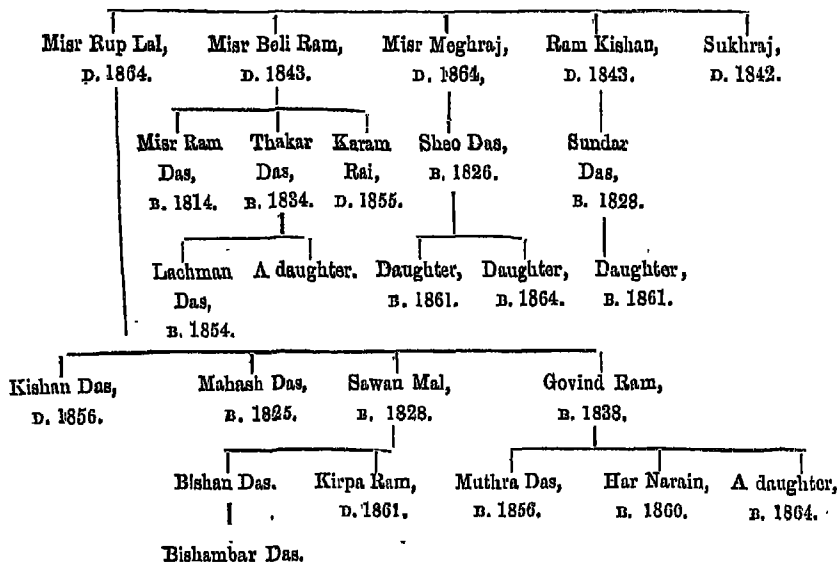 Misr Rup Lal, Misr Beli Ram, Misr Meghraj, Ram Kishan, Sukhraj,
D. 1864. D. 1843. D. 1864, D. 1843. D. 1842.
Misr Ram Thakar Karam Sheo Das, Sundar
Das, Das, Rai, B. 1826. Das,
B. 1814. B. 1834. D. 1855. B. 1828.
Lachman A daughter. Daughter, Daughter, Daughter,
Das, B. 1861. B. 1864. B. 1861.
B. 1854.
Kishan Das, Mahash Das, Sawan Mal, Govind Ram,
D. 1856. B. 1825. B. 1828. B. 1838.
Bishan Das. Kirpa Ram, Muthra Das, Har Narain, A daughter,
D. 1861. B. 1856. B. 1860. B. 1864.
Bishambar Das.